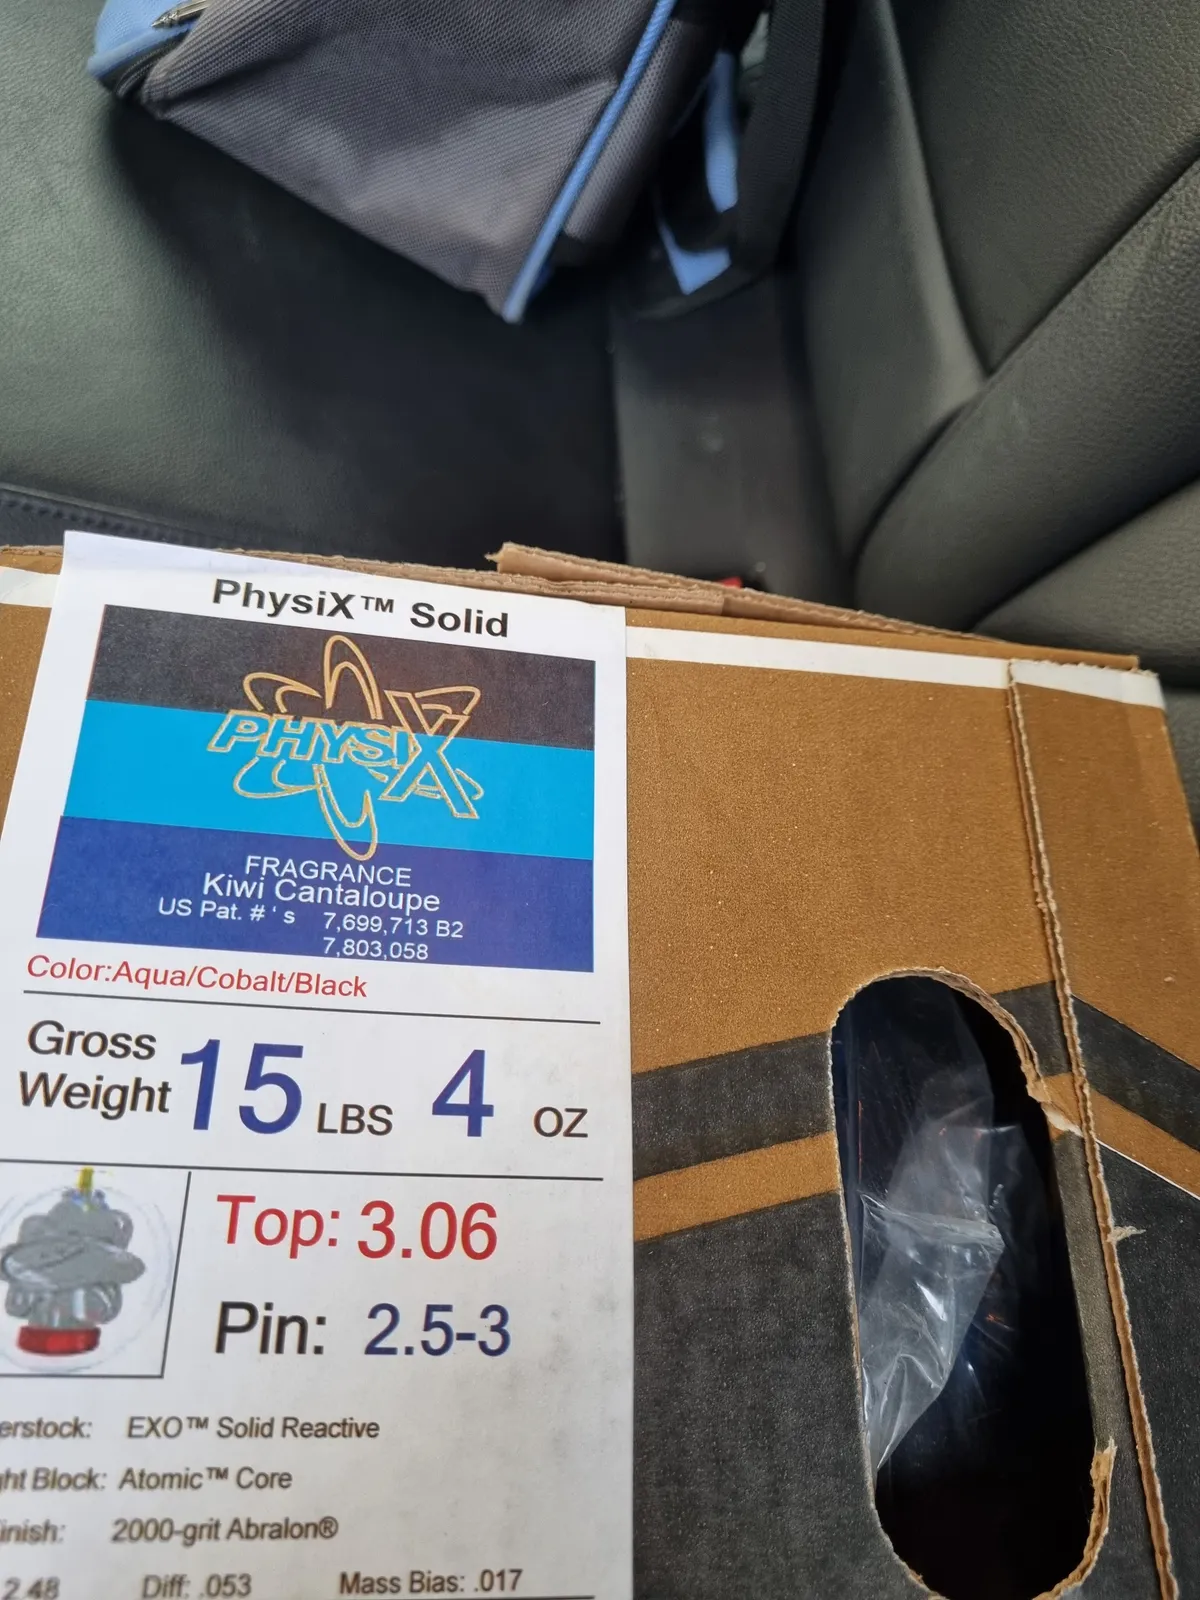 PhysiX™ Solid
PHYSIX
FRAGRANCE
Kiwi Cantaloupe
US Pat. # ' s 7,699,713 B2
7,803,058
Color:Aqua/Cobalt/Black
Gross
Weight 15 LBS 4 OZ
Top: 3.06
Pin: 2.5-3
erstock: EXO™ Solid Reactive
ht Block: Atomic™ Core
inish: 2000-grit Abralon®
2.48 Diff: .053 Mass Bias: .017